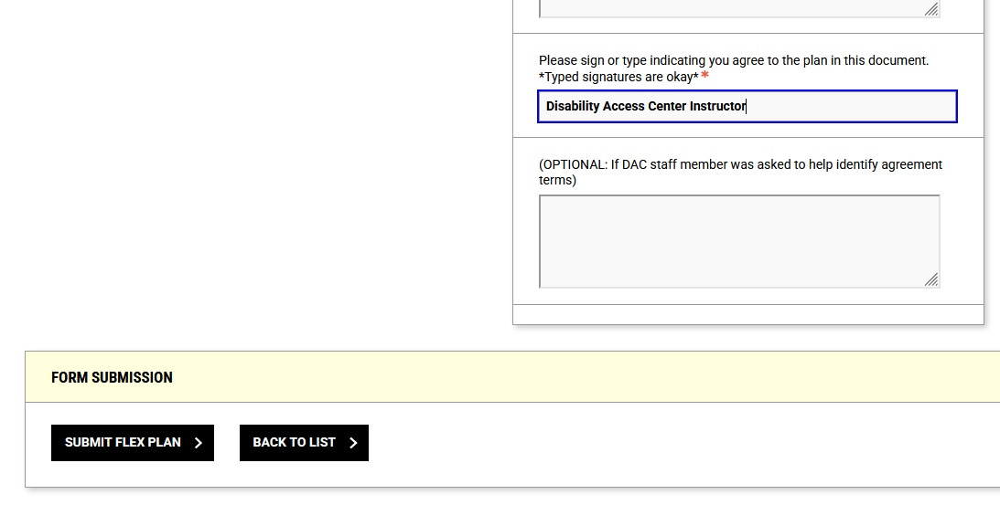 Please sign or type indicating you agree to the plan in this document.
*Typed signatures are okay**
Disability Access Center Instructor
(OPTIONAL: If DAC staff member was asked to help identify agreement
terms)
FORM SUBMISSION
SUBMIT FLEX PLAN
BACK TO LIST